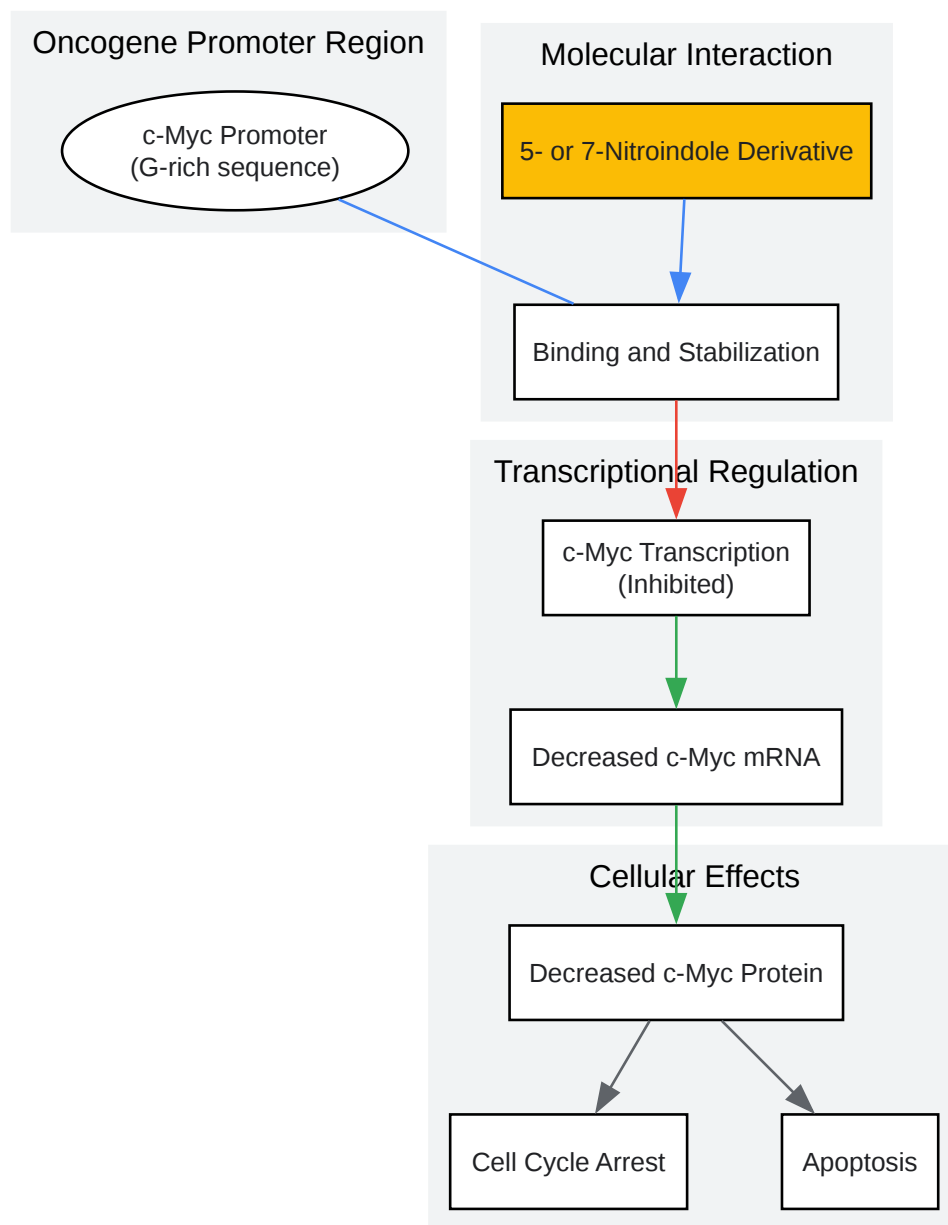 Oncogene Promoter Region
c-Myc Promoter
(G-rich sequence)
Molecular Interaction
5- or 7-Nitroindole Derivative
Binding and Stabilization
Transcriptional Regulation
c-Myc Transcription
(Inhibited)
Decreased c-Myc mRNA
Cellular Effects
Decreased c-Myc Protein
Cell Cycle Arrest
Apoptosis